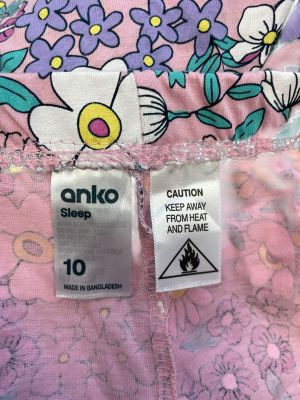 anko
Sleep
10
MADE IN BANGLADESH
CAUTION
KEEP AWAY
FROM HEAT
AND FLAME